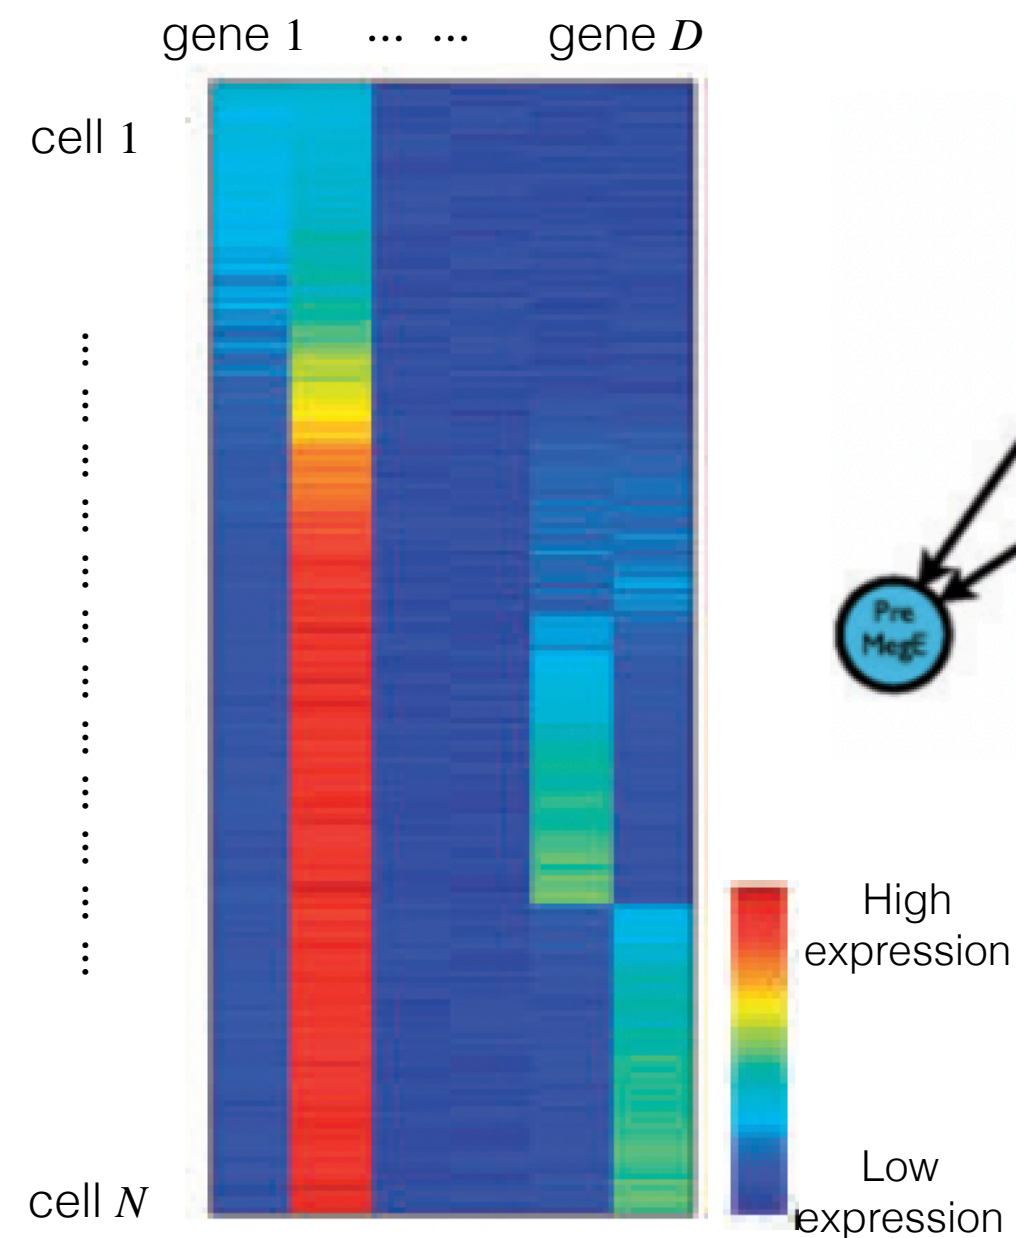 gene 1 ... ... gene D
cell 1
Pre
MegE
High
expression
Low
expression
cell N